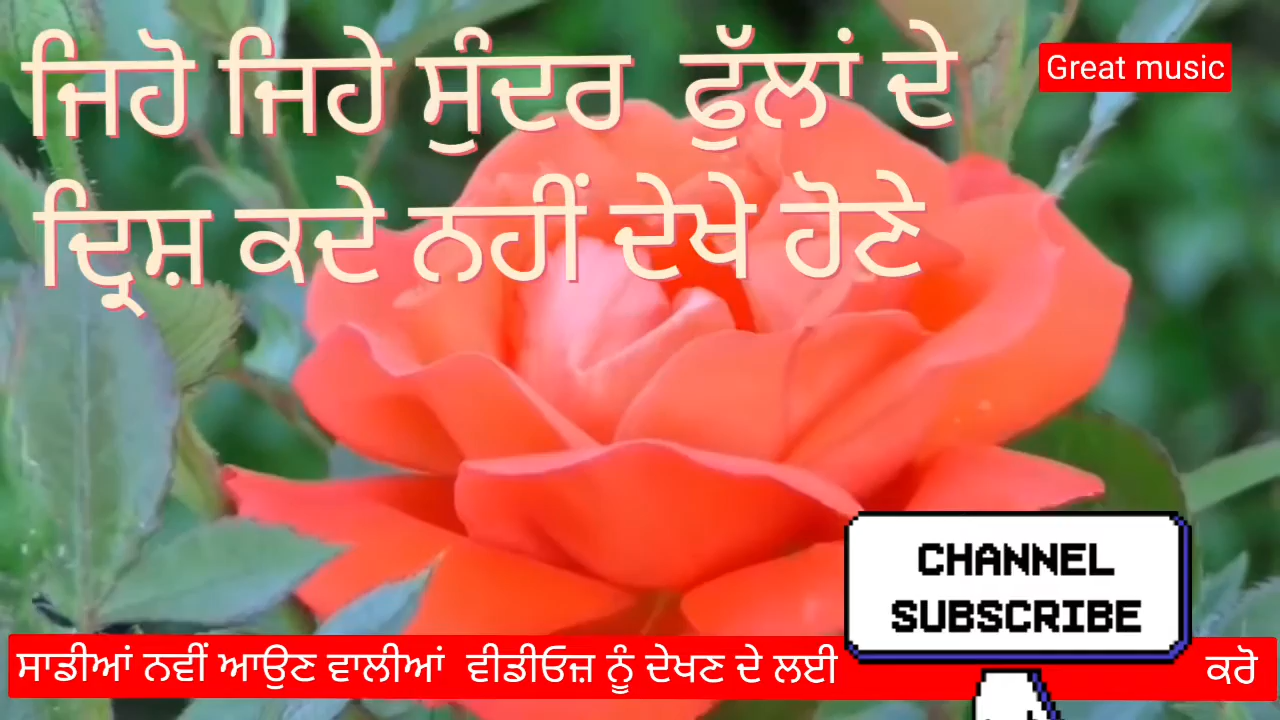 ਜਿਹੋ ਜਿਹੇ ਸੁੰਦਰ ਫੁੱਲਾਂ ਦੇ
Great music
ਦ੍ਰਿਸ਼ ਕਦੇ ਨਹੀਂ ਦੇਖੇ ਹੋਣੇ
CHANNEL
SUBSCRIBE
ਸਾਡੀਆਂ ਨਵੀਂ ਆਉਣ ਵਾਲੀਆਂ ਵੀਡੀਓਜ਼ ਨੂੰ ਦੇਖਣ ਦੇ ਲਈ ਕਰੋ